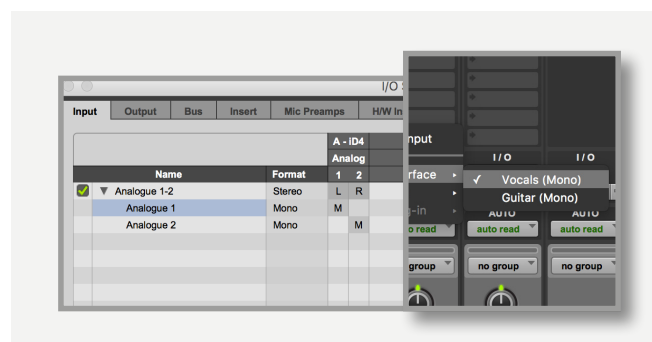 I/O
Input Output Bus Insert Mic Preamps H/W In
A - iD4
Analog
Name Format 1 2
Analogue 1-2 Stereo L R
Analogue 1 Mono M
Analogue 2 Mono M
nput
I / O I / O
rface
✓ Vocals (Mono)
Guitar (Mono)
g-in
AUTO AUTO
o read auto read auto read
group no group no group